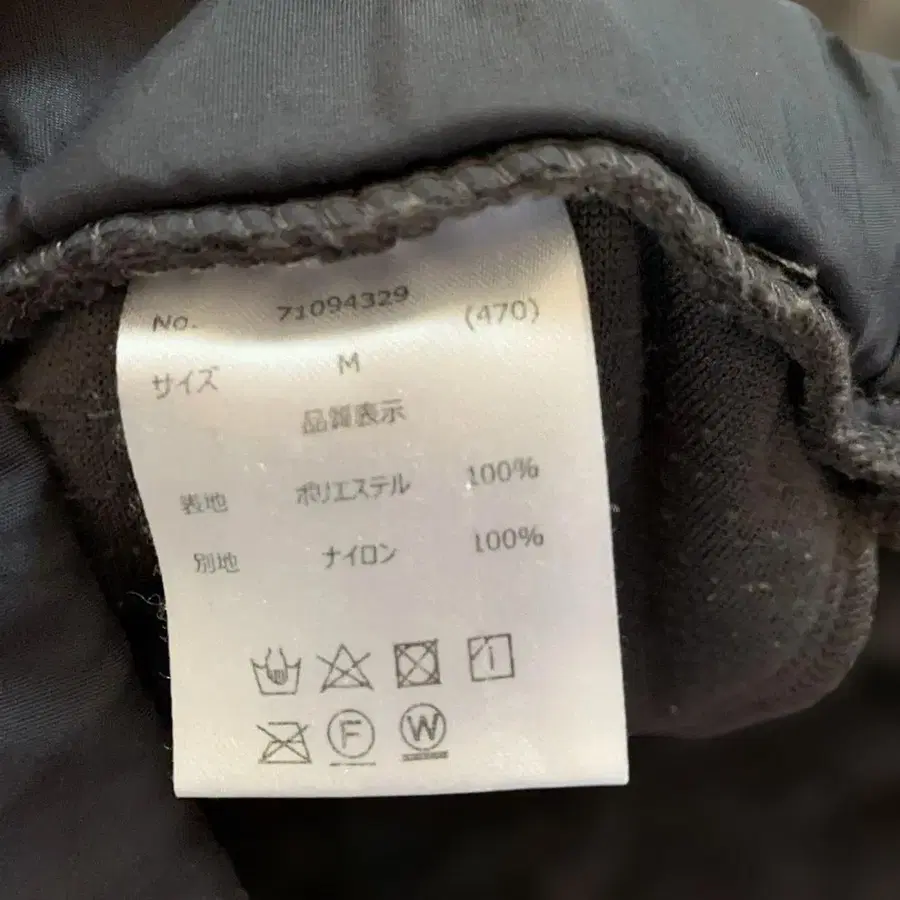 No. 71094329 (470)
サイズ M
品質表示
表地 ポリエステル 100%
別地 ナイロン 100%
F W